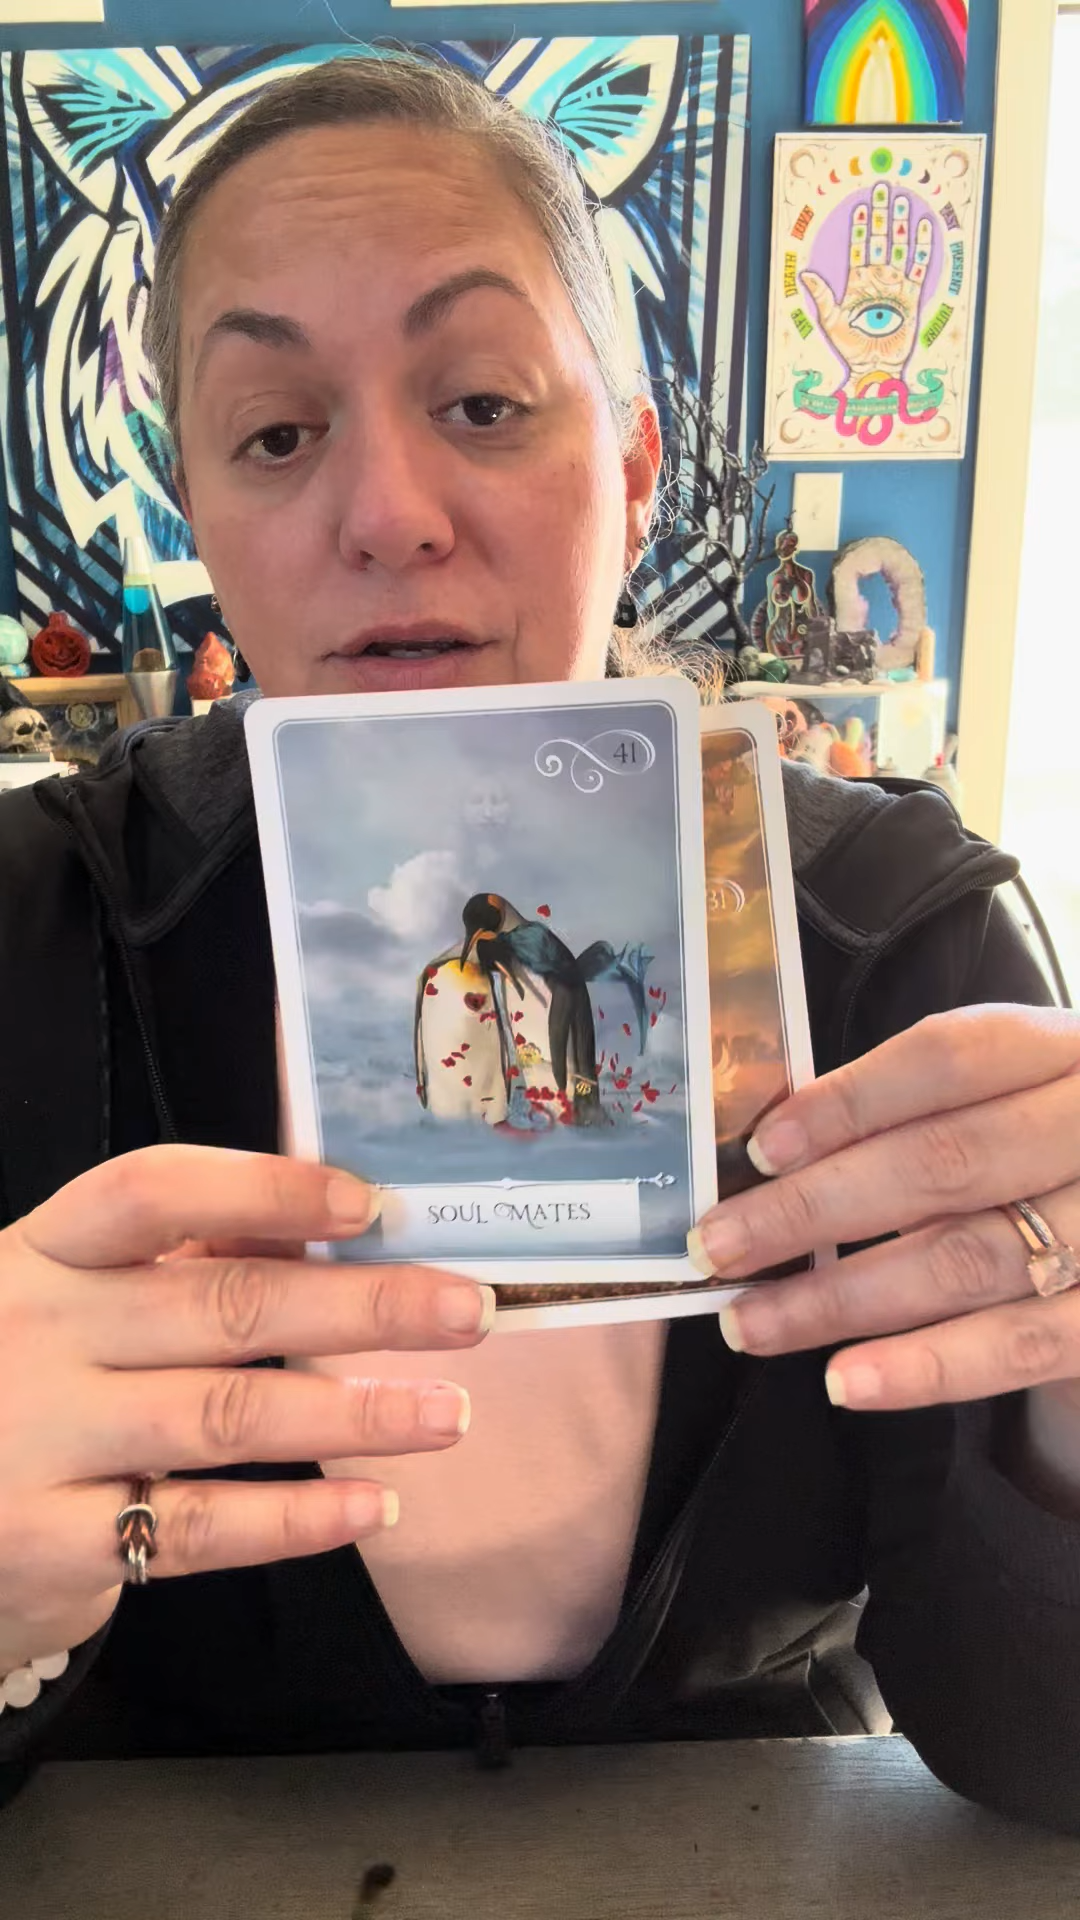 LIFE DEATH LOVE
PAST PRESENT FUTURE
41
31
SOUL MATES